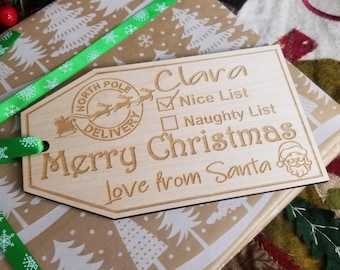 Clara
NORTH POLE
DELIVERY
Nice List
Naughty List
Merry Christmas
Love from Santa